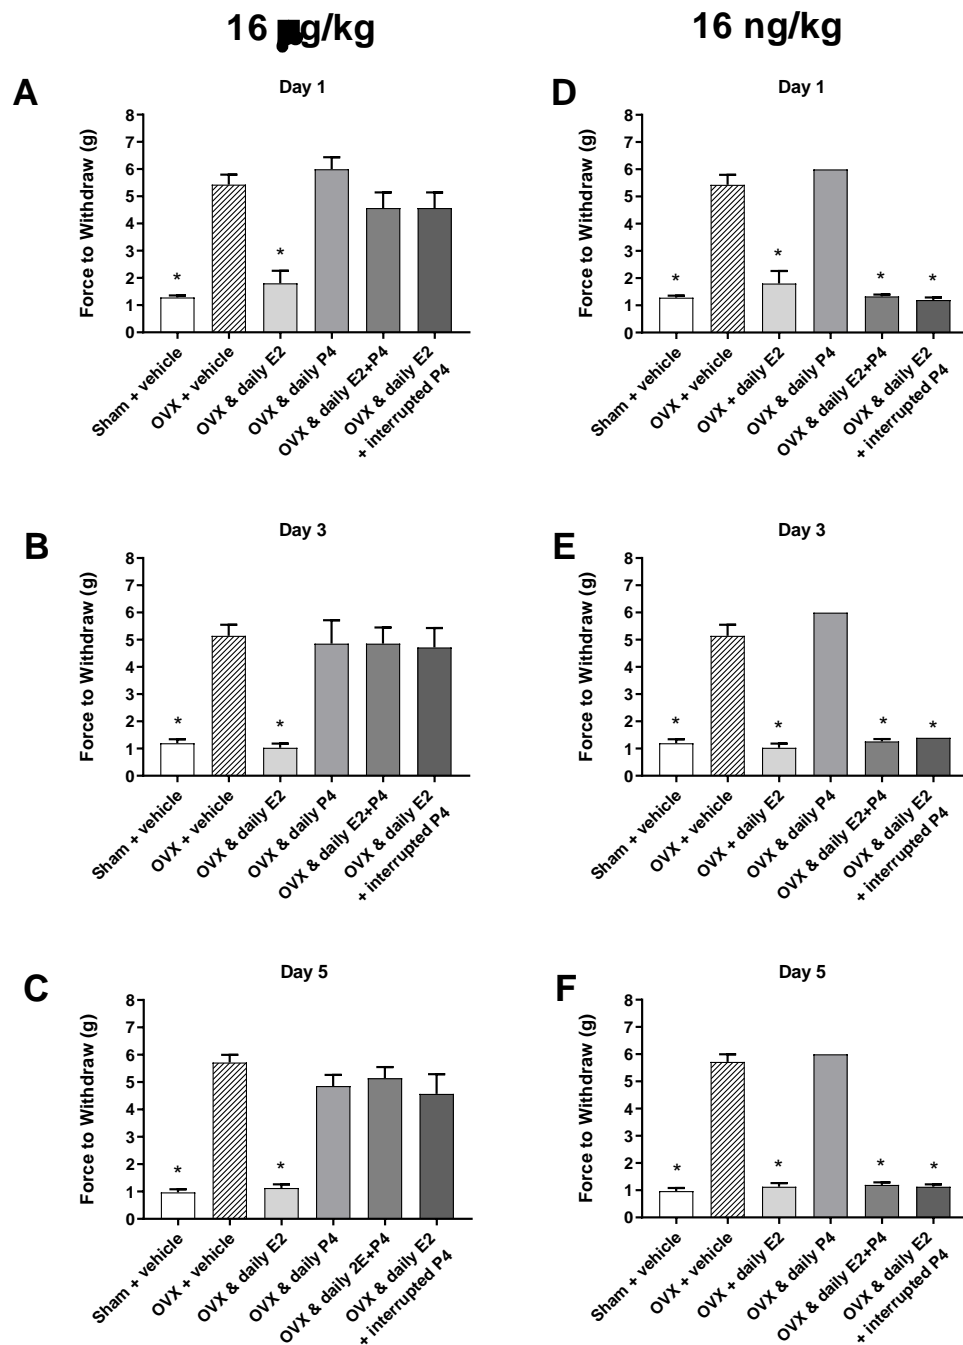 16 μg/kg
16 ng/kg
A
Day 1
Force to Withdraw (g)
8
7
6
5
4
3
2
1
0
*
*
Sham + vehicle
OVX + vehicle
OVX & daily E2
OVX & daily P4
OVX & daily E2+P4
OVX & daily E2
+ interrupted P4
D
Day 1
Force to Withdraw (g)
8
7
6
5
4
3
2
1
0
*
*
*
*
Sham + vehicle
OVX + vehicle
OVX + daily E2
OVX & daily P4
OVX & daily E2+P4
OVX & daily E2
+ interrupted P4
B
Day 3
Force to Withdraw (g)
8
7
6
5
4
3
2
1
0
*
*
Sham + vehicle
OVX + vehicle
OVX & daily E2
OVX & daily P4
OVX & daily E2+P4
OVX & daily E2
+ interrupted P4
E
Day 3
Force to Withdraw (g)
8
7
6
5
4
3
2
1
0
*
*
*
*
Sham + vehicle
OVX + vehicle
OVX + daily E2
OVX & daily P4
OVX & daily E2+P4
OVX & daily E2
+ interrupted P4
C
Day 5
Force to Withdraw (g)
8
7
6
5
4
3
2
1
0
*
*
Sham + vehicle
OVX + vehicle
OVX & daily E2
OVX & daily P4
OVX & daily 2E+P4
OVX & daily E2
+ interrupted P4
F
Day 5
Force to Withdraw (g)
8
7
6
5
4
3
2
1
0
*
*
*
*
Sham + vehicle
OVX + vehicle
OVX + daily E2
OVX & daily P4
OVX & daily E2+P4
OVX & daily E2
+ interrupted P4